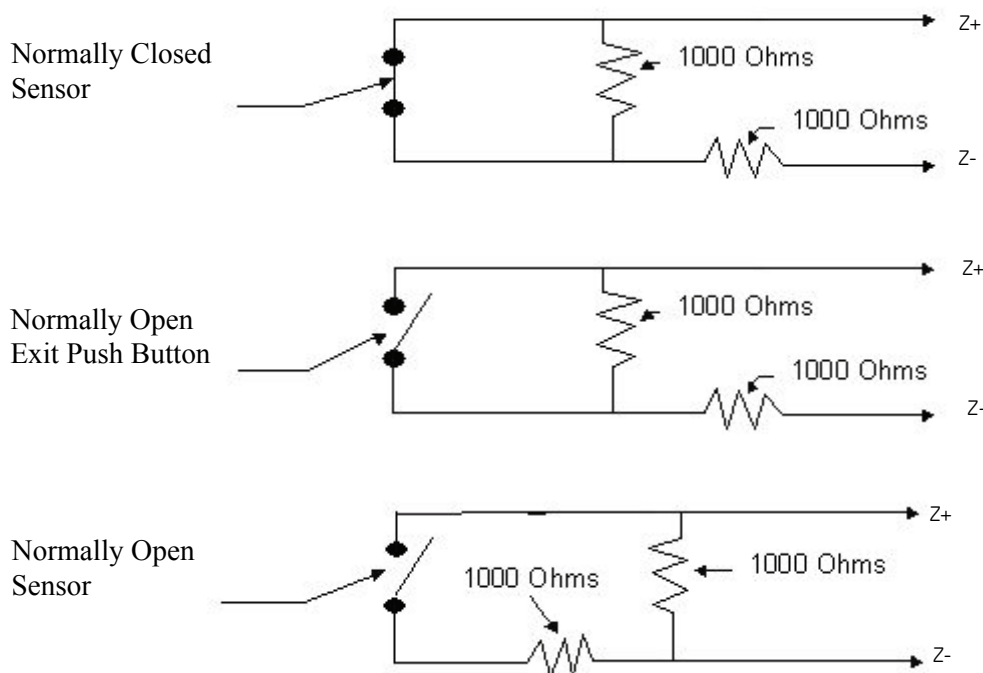 Normally Closed
Sensor
1000 Ohms
1000 Ohms
Z+
Z-
Normally Open
Exit Push Button
1000 Ohms
1000 Ohms
Z+
Z-
Normally Open
Sensor
1000 Ohms
1000 Ohms
Z+
Z-